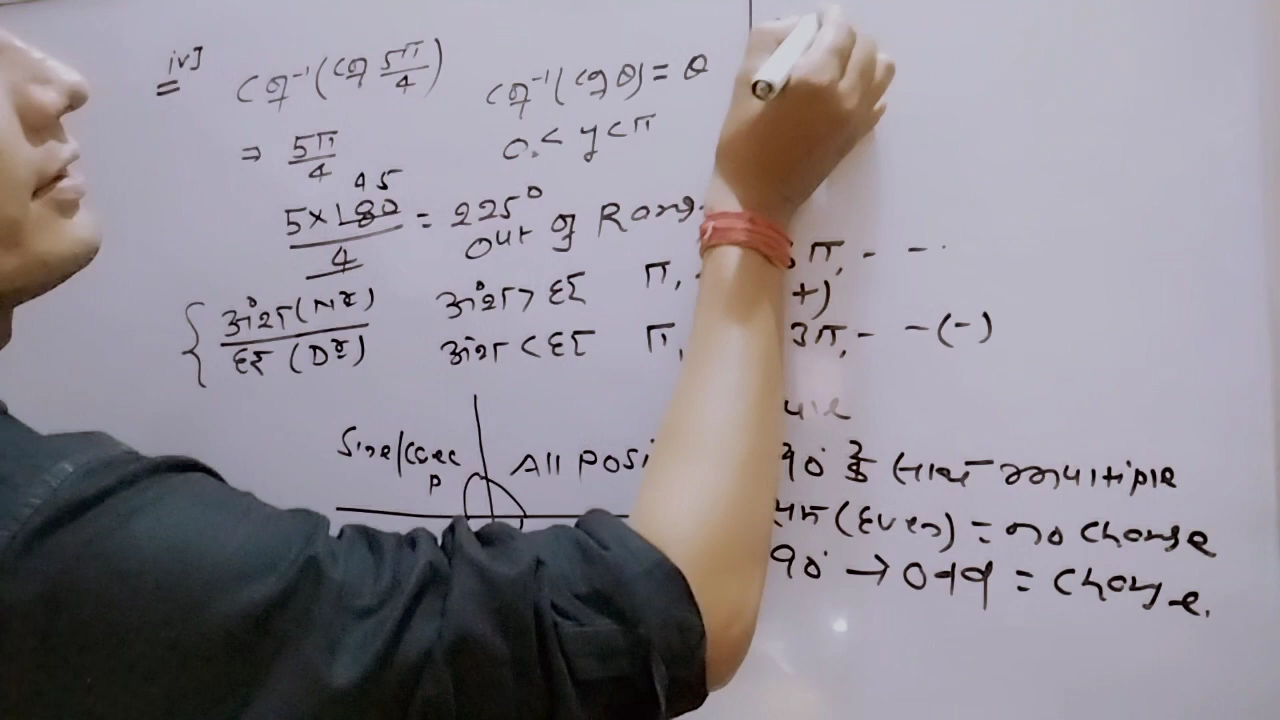 iv]
cot⁻¹(cot 5π/4) cot⁻¹(cot θ) = θ
⇒ 5π/4 0 < y < π
45
5×180/4 = 225° out of Rang
{ अंश(Nʳ) / हर (Dʳ) अंश > हर π, 3π, - - -
+)
अंश < हर π, 3π, - - (-)
Sine/Cosec All Posi
P
90° के साथ multiple
सम (Even) = no change
90° → Odd = change.